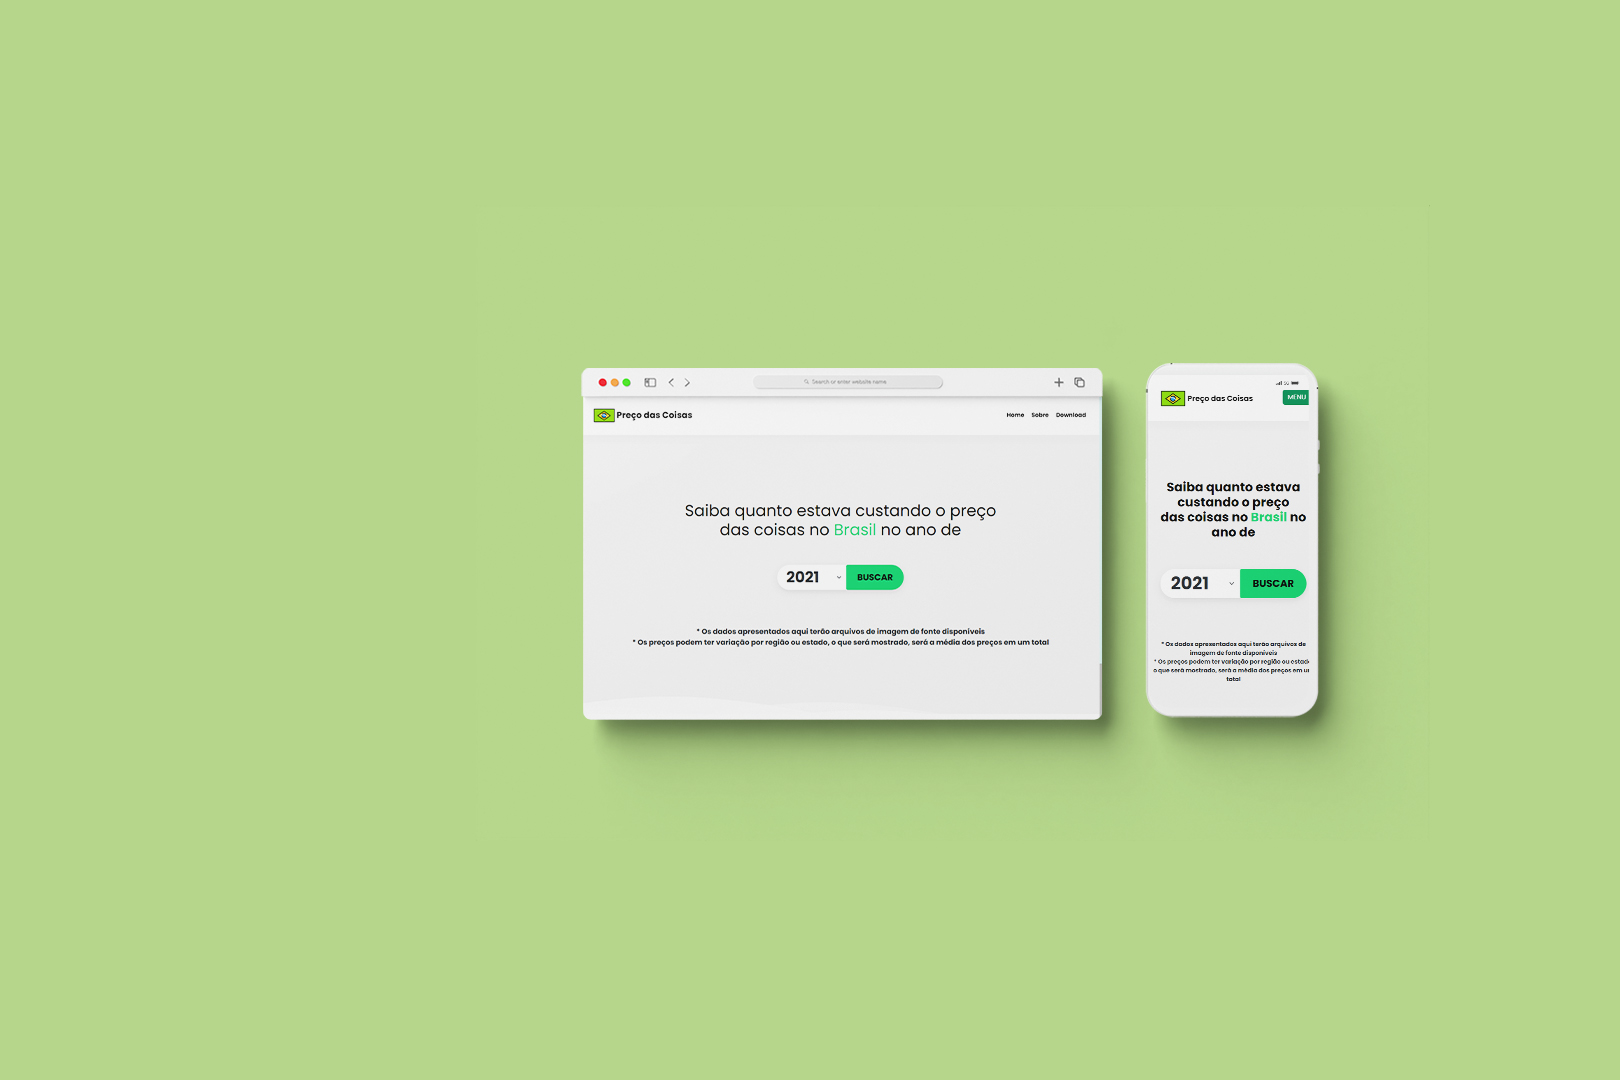 Search or enter website name
Preço das Coisas
Home Sobre Download
Saiba quanto estava custando o preço
das coisas no Brasil no ano de
2021 BUSCAR
* Os dados apresentados aqui terão arquivos de imagem de fonte disponíveis
* Os preços podem ter variação por região ou estado, o que será mostrado, será a média dos preços em um total
5G
Preço das Coisas
MENU
Saiba quanto estava
custando o preço
das coisas no Brasil no
ano de
2021 BUSCAR
* Os dados apresentados aqui terão arquivos de
imagem de fonte disponíveis
* Os preços podem ter variação por região ou estado
o que será mostrado, será a média dos preços em um
total